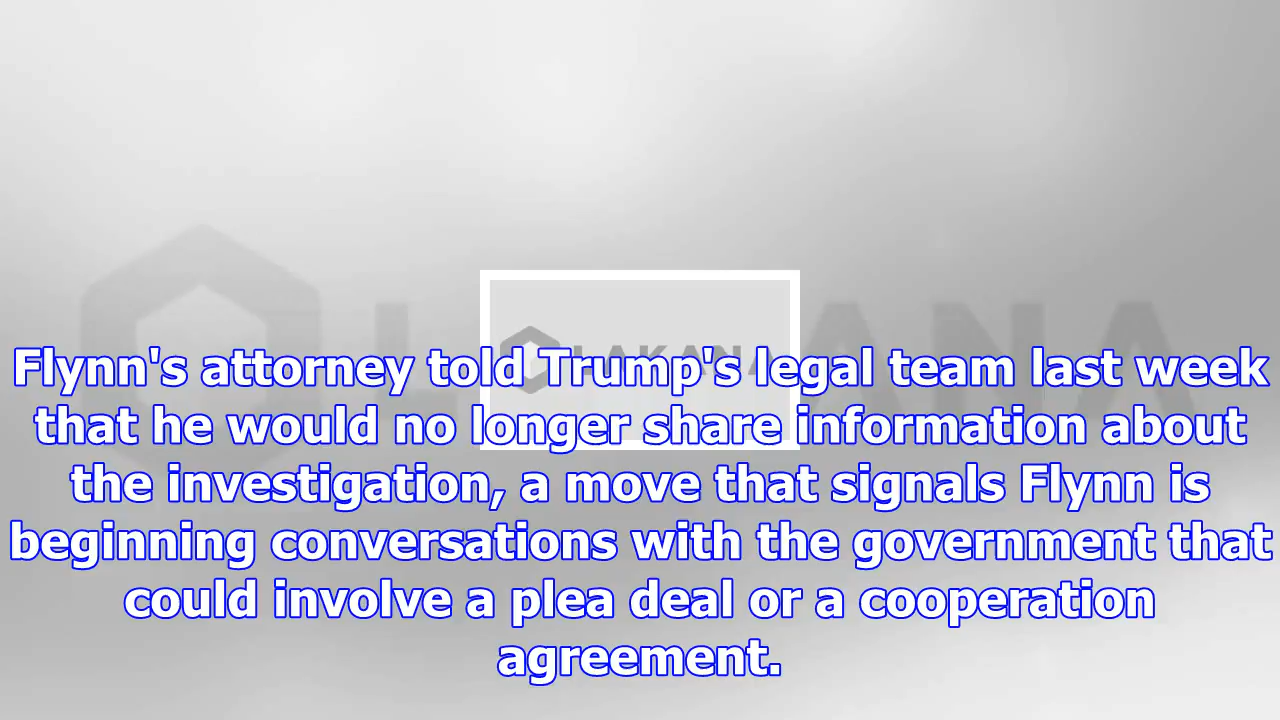 LAKANA
Flynn's attorney told Trump's legal team last week
that he would no longer share information about
the investigation, a move that signals Flynn is
beginning conversations with the government that
could involve a plea deal or a cooperation
agreement.